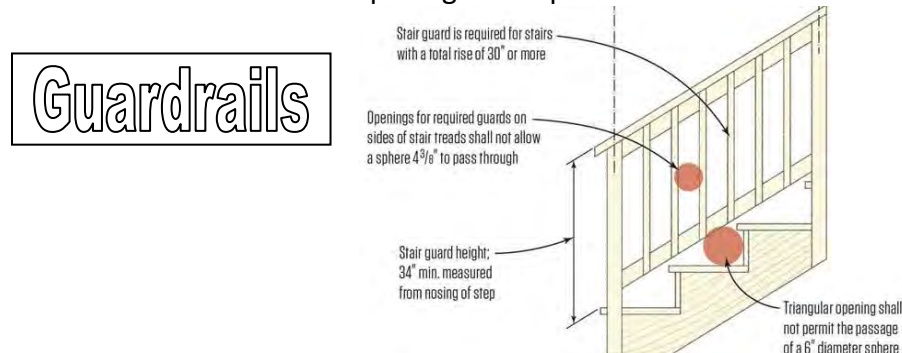 Guardrails
Stair guard is required for stairs
with a total rise of 30" or more
Openings for required guards on
sides of stair treads shall not allow
a sphere 4 3/8" to pass through
Stair guard height;
34" min. measured
from nosing of step
Triangular opening shall
not permit the passage
of a 6" diameter sphere